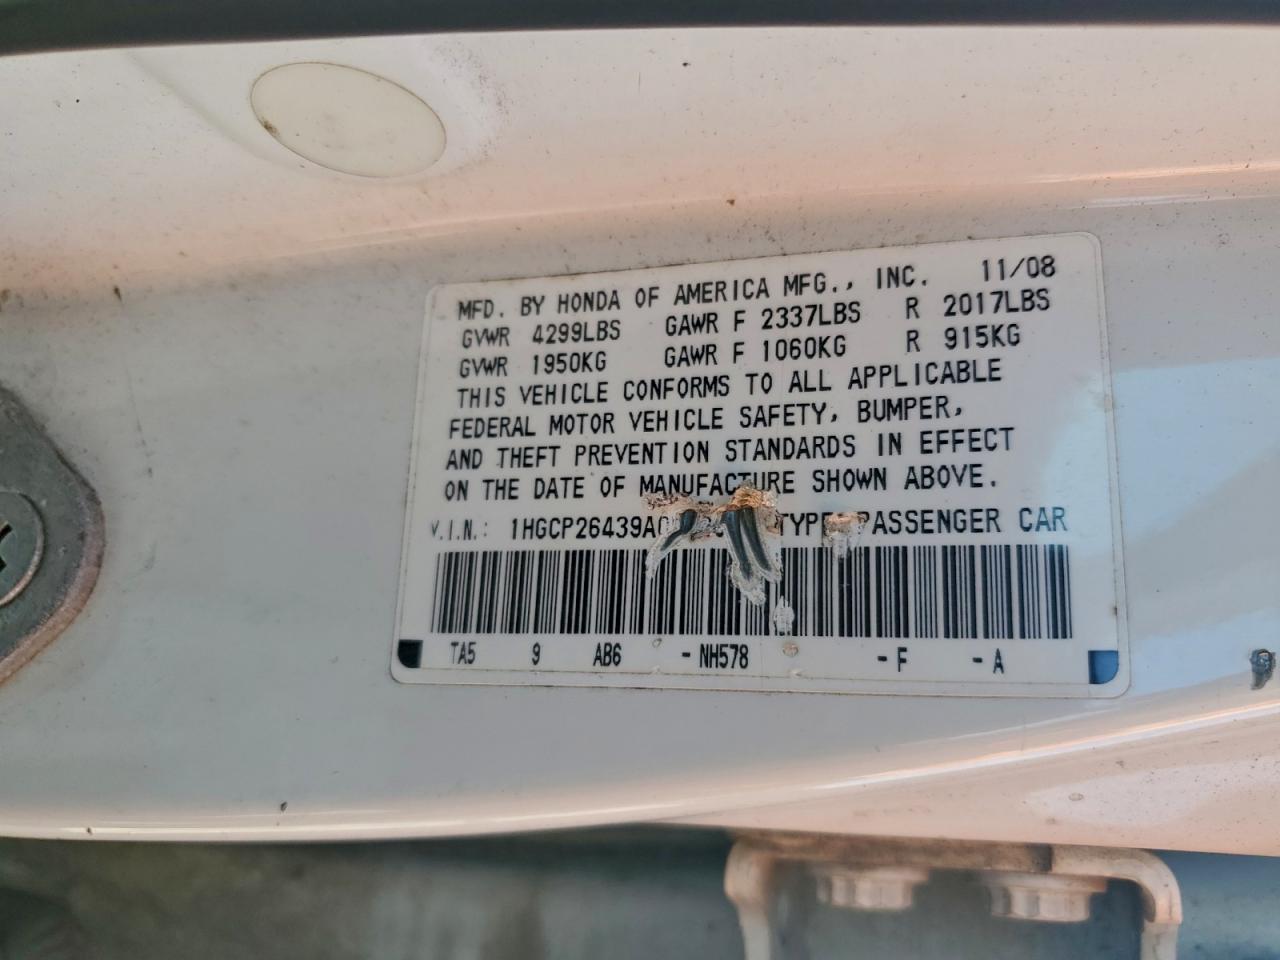 MFD. BY HONDA OF AMERICA MFG., INC. 11/08
GVWR 4299LBS GAWR F 2337LBS R 2017LBS
GVWR 1950KG GAWR F 1060KG R 915KG
THIS VEHICLE CONFORMS TO ALL APPLICABLE
FEDERAL MOTOR VEHICLE SAFETY, BUMPER,
AND THEFT PREVENTION STANDARDS IN EFFECT
ON THE DATE OF MANUFACTURE SHOWN ABOVE.
V.I.N.: TYPE PASSENGER CAR
TA5 9 AB6 -NH578 -F -A